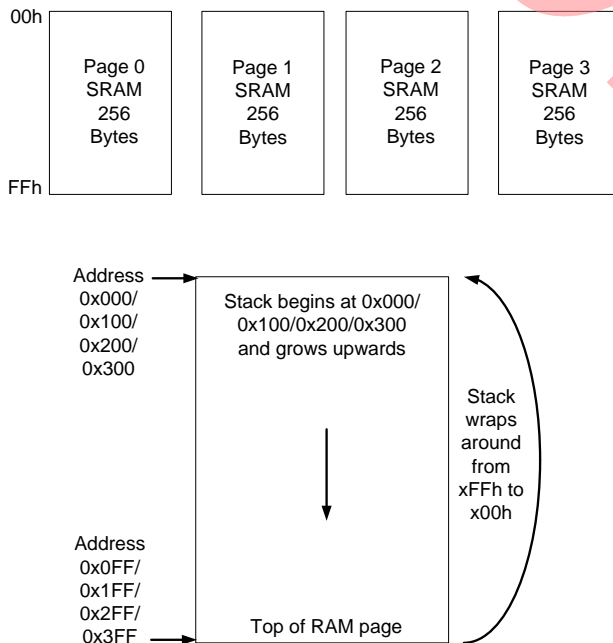 00h
Page 0
SRAM
256
Bytes
Page 1
SRAM
256
Bytes
Page 2
SRAM
256
Bytes
Page 3
SRAM
256
Bytes
FFh
Address
0x000/
0x100/
0x200/
0x300
Stack begins at 0x000/
0x100/0x200/0x300
and grows upwards
Stack
wraps
around
from
xFFh to
x00h
Address
0x0FF/
0x1FF/
0x2FF/
0x3FF
Top of RAM page